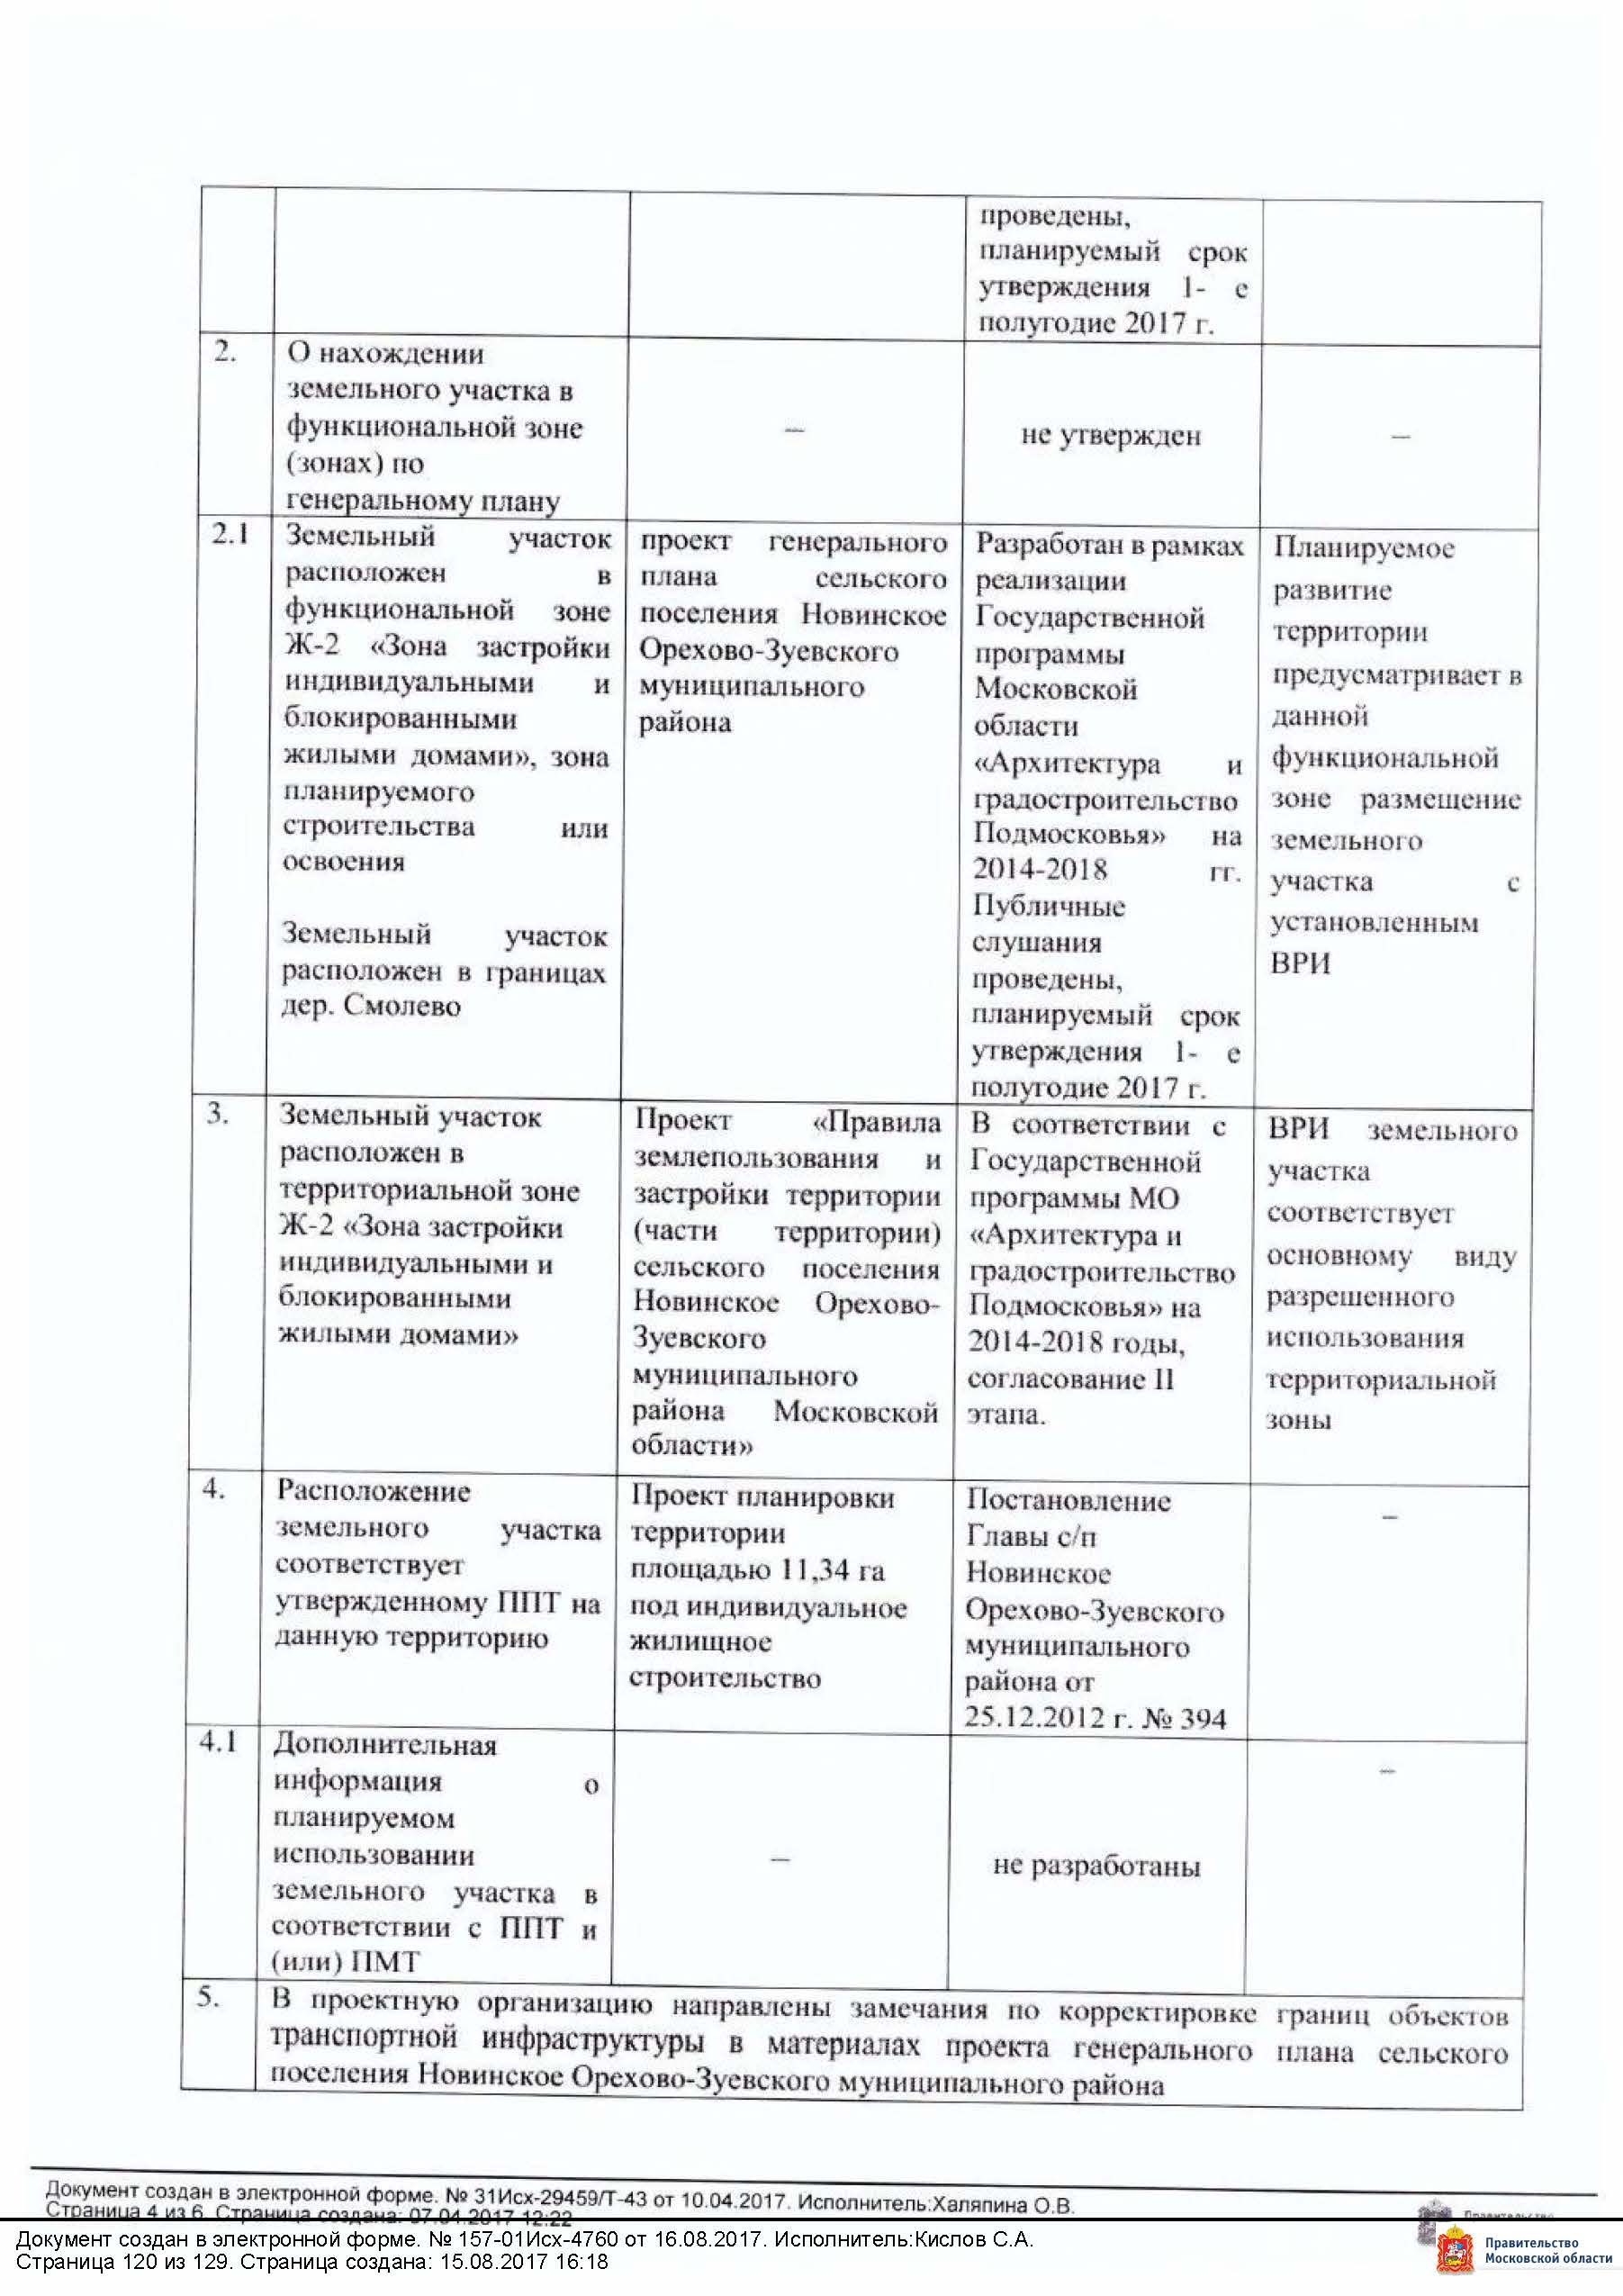 проведены,
планируемый срок
утверждения 1- е
полугодие 2017 г.
2.
О нахождении
земельного участка в
функциональной зоне
(зонах) по
генеральному плану
–
не утвержден
–
2.1
Земельный участок
расположен в
функциональной зоне
Ж-2 «Зона застройки
индивидуальными и
блокированными
жилыми домами», зона
планируемого
строительства или
освоения
Земельный участок
расположен в границах
дер. Смолево
проект генерального
плана сельского
поселения Новинское
Орехово-Зуевского
муниципального
района
Разработан в рамках
реализации
Государственной
программы
Московской
области
«Архитектура и
градостроительство
Подмосковья» на
2014-2018 гг.
Публичные
слушания
проведены,
планируемый срок
утверждения 1- е
полугодие 2017 г.
Планируемое
развитие
территории
предусматривает в
данной
функциональной
зоне размещение
земельного
участка с
установленным
ВРИ
3.
Земельный участок
расположен в
территориальной зоне
Ж-2 «Зона застройки
индивидуальными и
блокированными
жилыми домами»
Проект «Правила
землепользования и
застройки территории
(части территории)
сельского поселения
Новинское Орехово-
Зуевского
муниципального
района Московской
области»
В соответствии с
Государственной
программы МО
«Архитектура и
градостроительство
Подмосковья» на
2014-2018 годы,
согласование II
этапа.
ВРИ земельного
участка
соответствует
основному виду
разрешенного
использования
территориальной
зоны
4.
Расположение
земельного участка
соответствует
утвержденному ППТ на
данную территорию
Проект планировки
территории
площадью 11,34 га
под индивидуальное
жилищное
строительство
Постановление
Главы с/п
Новинское
Орехово-Зуевского
муниципального
района от
25.12.2012 г. № 394
–
4.1
Дополнительная
информация о
планируемом
использовании
земельного участка в
соответствии с ППТ и
(или) ПМТ
–
не разработаны
–
5.
В проектную организацию направлены замечания по корректировке границ объектов
транспортной инфраструктуры в материалах проекта генерального плана сельского
поселения Новинское Орехово-Зуевского муниципального района
Документ создан в электронной форме. № 31Исх-29459/Т-43 от 10.04.2017. Исполнитель:Халяпина О.В.
Страница 4 из 6. Страница создана: 07.04.2017 12:22
Документ создан в электронной форме. № 157-01Исх-4760 от 16.08.2017. Исполнитель:Кислов С.А.
Страница 120 из 129. Страница создана: 15.08.2017 16:18
Правительство
Московской области